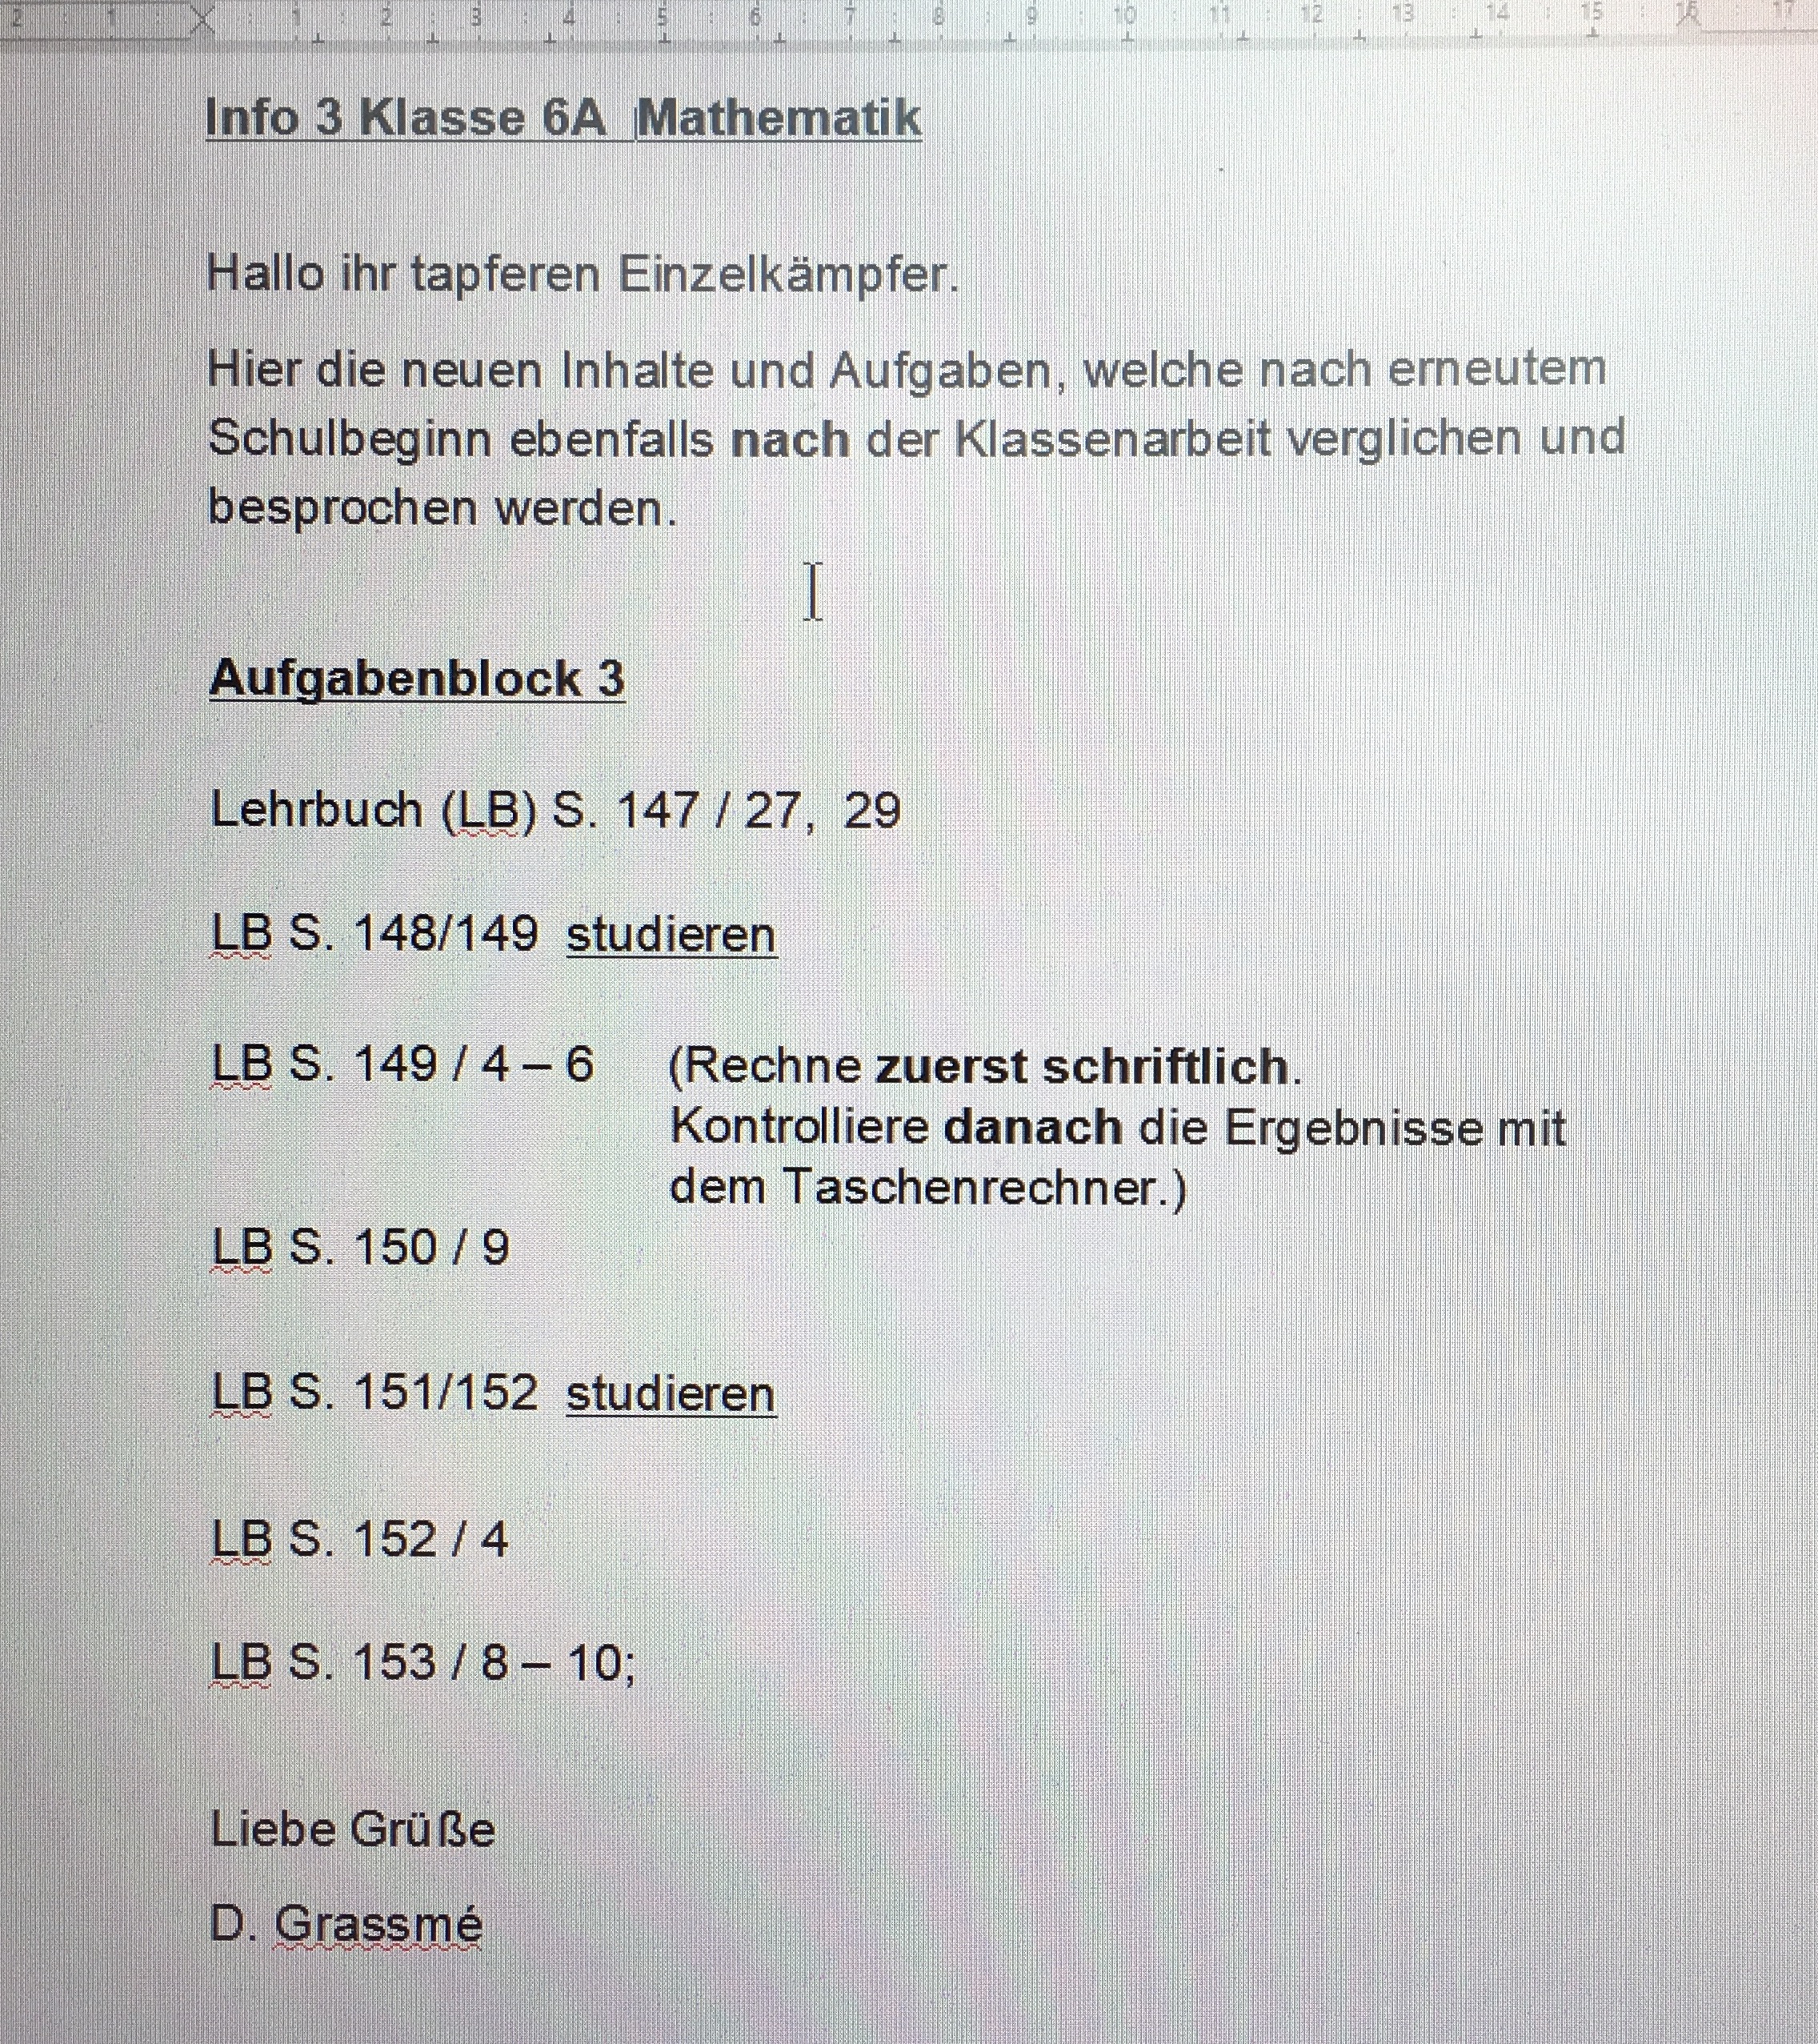 2 1 1 2 3 4 5 6 7 8 9 10 11 12 13 14 15 16 17
Info 3 Klasse 6A Mathematik
Hallo ihr tapferen Einzelkämpfer.
Hier die neuen Inhalte und Aufgaben, welche nach erneutem
Schulbeginn ebenfalls nach der Klassenarbeit verglichen und
besprochen werden.
Aufgabenblock 3
Lehrbuch (LB) S. 147 / 27, 29
LB S. 148/149 studieren
LB S. 149 / 4 – 6 (Rechne zuerst schriftlich.
Kontrolliere danach die Ergebnisse mit
dem Taschenrechner.)
LB S. 150 / 9
LB S. 151/152 studieren
LB S. 152 / 4
LB S. 153 / 8 – 10;
Liebe Grüße
D. Grassmé